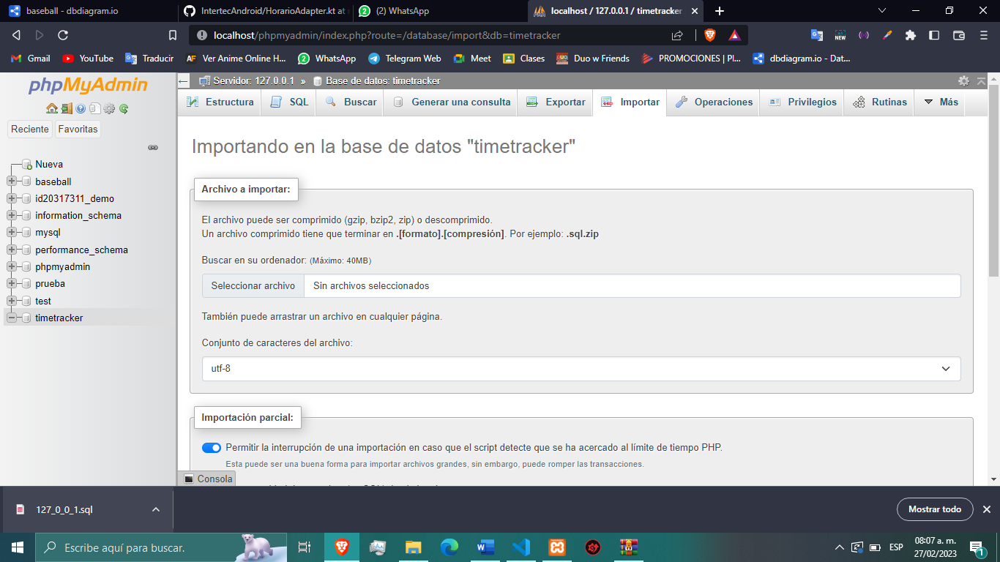 baseball - dbdiagram.io
IntertecAndroid/HorarioAdapter.kt at
(2) WhatsApp
localhost / 127.0.0.1 / timetracker
localhost/phpmyadmin/index.php?route=/database/import&db=timetracker
NEW
Gmail
YouTube
Traducir
AF
Ver Anime Online H...
WhatsApp
Telegram Web
Meet
Clases
Duo w Friends
PROMOCIONES | Pl...
dbdiagram.io - Dat...
phpMyAdmin
Reciente
Favoritas
Nueva
baseball
id20317311_demo
information_schema
mysql
performance_schema
phpmyadmin
prueba
test
timetracker
Servidor: 127.0.0.1 » Base de datos: timetracker
Estructura
SQL
Buscar
Generar una consulta
Exportar
Importar
Operaciones
Privilegios
Rutinas
Más
Importando en la base de datos "timetracker"
Archivo a importar:
El archivo puede ser comprimido (gzip, bzip2, zip) o descomprimido.
Un archivo comprimido tiene que terminar en .[formato].[compresión]. Por ejemplo: .sql.zip
Buscar en su ordenador: (Máximo: 40MB)
Seleccionar archivo
Sin archivos seleccionados
También puede arrastrar un archivo en cualquier página.
Conjunto de caracteres del archivo:
utf-8
Importación parcial:
Permitir la interrupción de una importación en caso que el script detecte que se ha acercado al límite de tiempo PHP.
Esta puede ser una buena forma para importar archivos grandes, sin embargo, puede romper las transacciones.
Consola
127_0_0_1.sql
Mostrar todo
Escribe aquí para buscar.
ESP
08:07 a. m.
27/02/2023
1